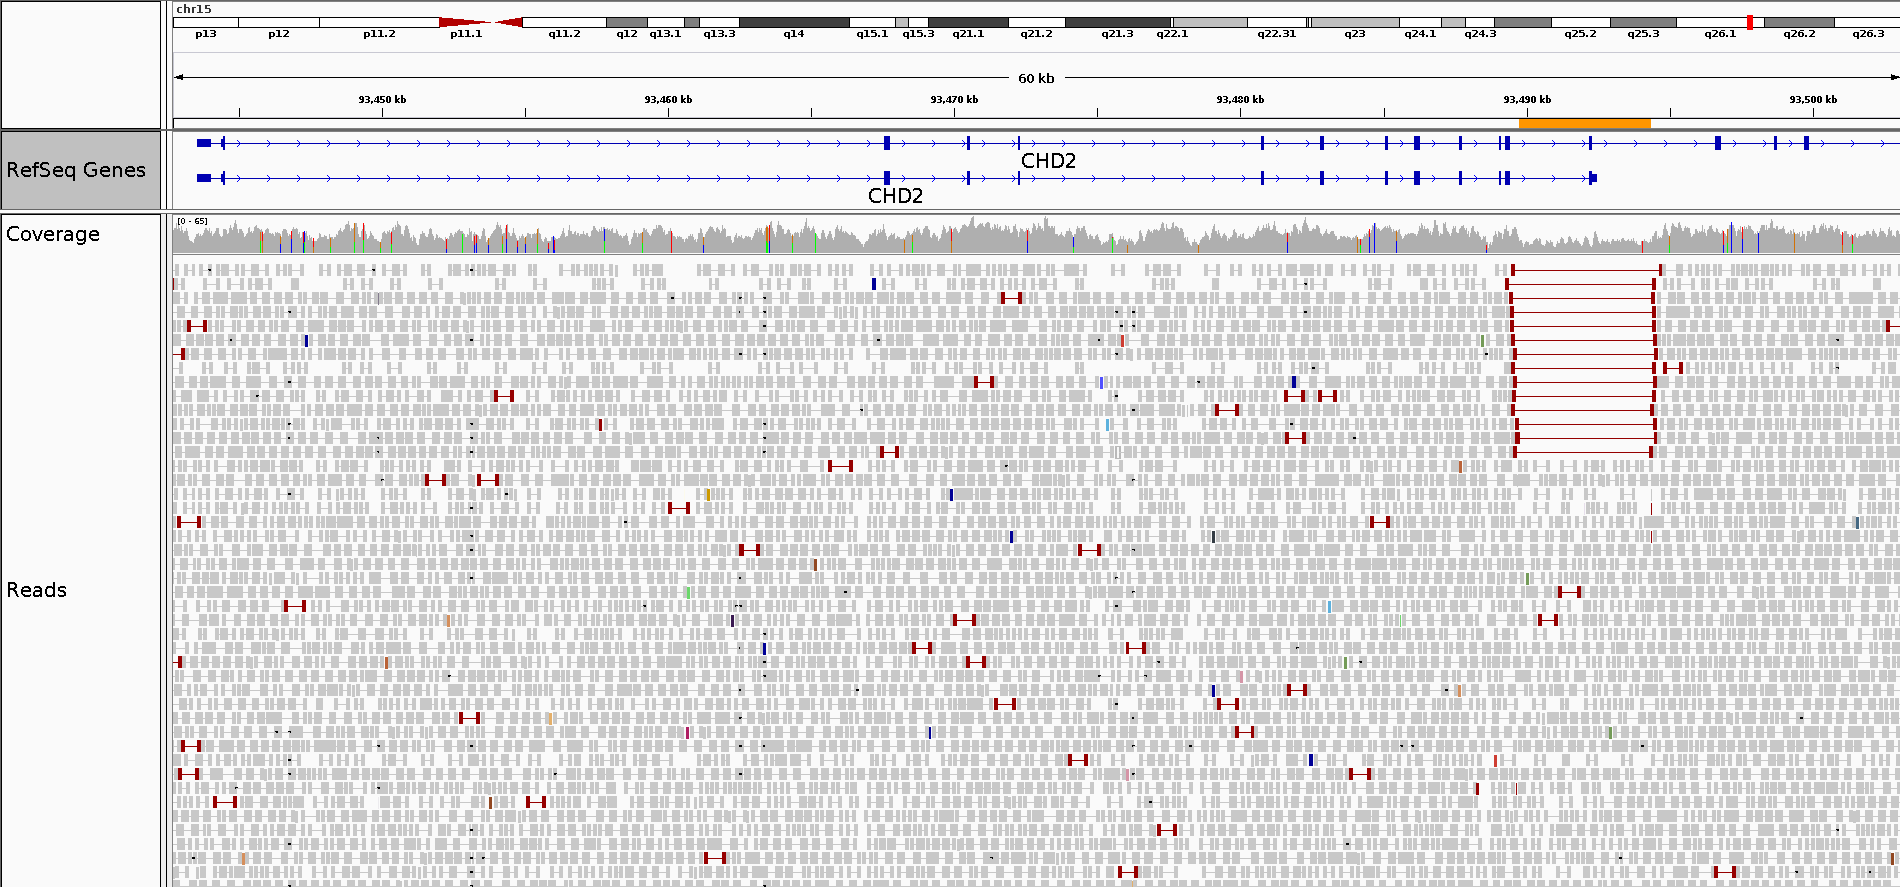 chr15
p13 p12 p11.2 p11.1 q11.2 q12 q13.1 q13.3 q14 q15.1 q15.3 q21.1 q21.2 q21.3 q22.1 q22.31 q23 q24.1 q24.3 q25.2 q25.3 q26.1 q26.2 q26.3
60 kb
93,450 kb 93,460 kb 93,470 kb 93,480 kb 93,490 kb 93,500 kb
RefSeq Genes
CHD2
CHD2
[0 - 65]
Coverage
Reads